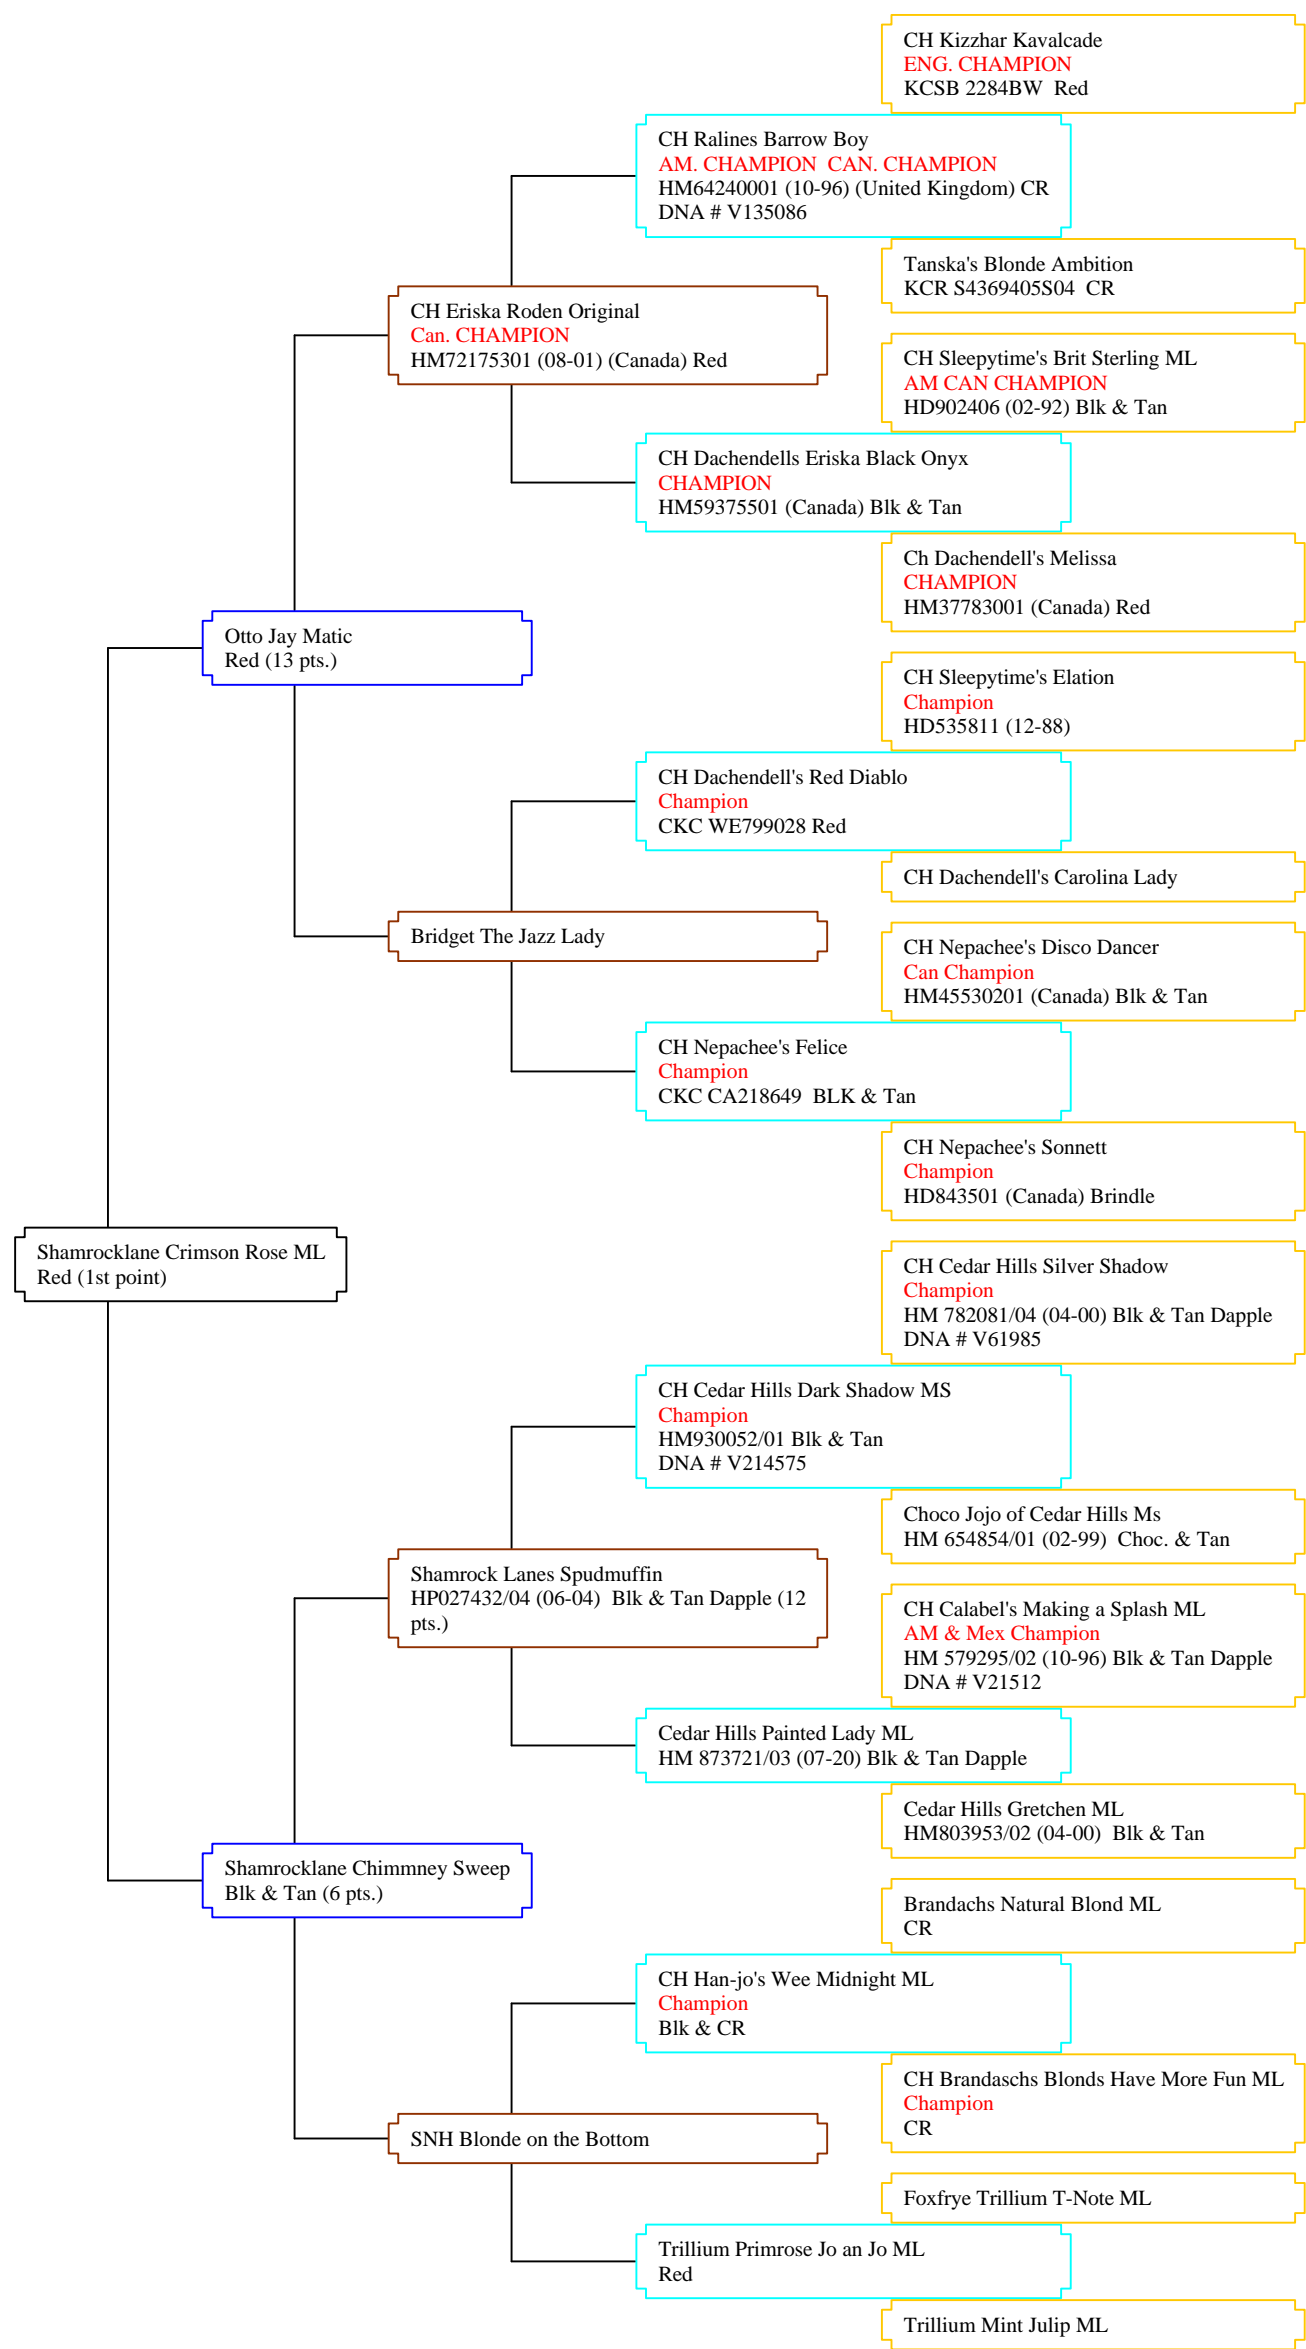 CH Kizzhar Kavalcade
ENG. CHAMPION
KCSB 2284BW  Red
CH Ralines Barrow Boy
AM. CHAMPION  CAN. CHAMPION
HM64240001 (10-96) (United Kingdom) CR
DNA # V135086
Tanska's Blonde Ambition
KCR S4369405S04  CR
CH Eriska Roden Original
Can. CHAMPION
HM72175301 (08-01) (Canada) Red
CH Sleepytime's Brit Sterling ML
AM CAN CHAMPION
HD902406 (02-92) Blk & Tan
CH Dachendells Eriska Black Onyx
CHAMPION
HM59375501 (Canada) Blk & Tan
Ch Dachendell's Melissa
CHAMPION
HM37783001 (Canada) Red
Otto Jay Matic
Red (13 pts.)
CH Sleepytime's Elation
Champion
HD535811 (12-88)
CH Dachendell's Red Diablo
Champion
CKC WE799028 Red
CH Dachendell's Carolina Lady
Bridget The Jazz Lady
CH Nepachee's Disco Dancer
Can Champion
HM45530201 (Canada) Blk & Tan
CH Nepachee's Felice
Champion
CKC CA218649  BLK & Tan
CH Nepachee's Sonnett
Champion
HD843501 (Canada) Brindle
Shamrocklane Crimson Rose ML
Red (1st point)
CH Cedar Hills Silver Shadow
Champion
HM 782081/04 (04-00) Blk & Tan Dapple
DNA # V61985
CH Cedar Hills Dark Shadow MS
Champion
HM930052/01 Blk & Tan
DNA # V214575
Choco Jojo of Cedar Hills Ms
HM 654854/01 (02-99)  Choc. & Tan
Shamrock Lanes Spudmuffin
HP027432/04 (06-04)  Blk & Tan Dapple (12
pts.)
CH Calabel's Making a Splash ML
AM & Mex Champion
HM 579295/02 (10-96) Blk & Tan Dapple
DNA # V21512
Cedar Hills Painted Lady ML
HM 873721/03 (07-20) Blk & Tan Dapple
Cedar Hills Gretchen ML
HM803953/02 (04-00)  Blk & Tan
Shamrocklane Chimmney Sweep
Blk & Tan (6 pts.)
Brandachs Natural Blond ML
CR
CH Han-jo's Wee Midnight ML
Champion
Blk & CR
CH Brandaschs Blonds Have More Fun ML
Champion
CR
SNH Blonde on the Bottom
Foxfrye Trillium T-Note ML
Trillium Primrose Jo an Jo ML
Red
Trillium Mint Julip ML